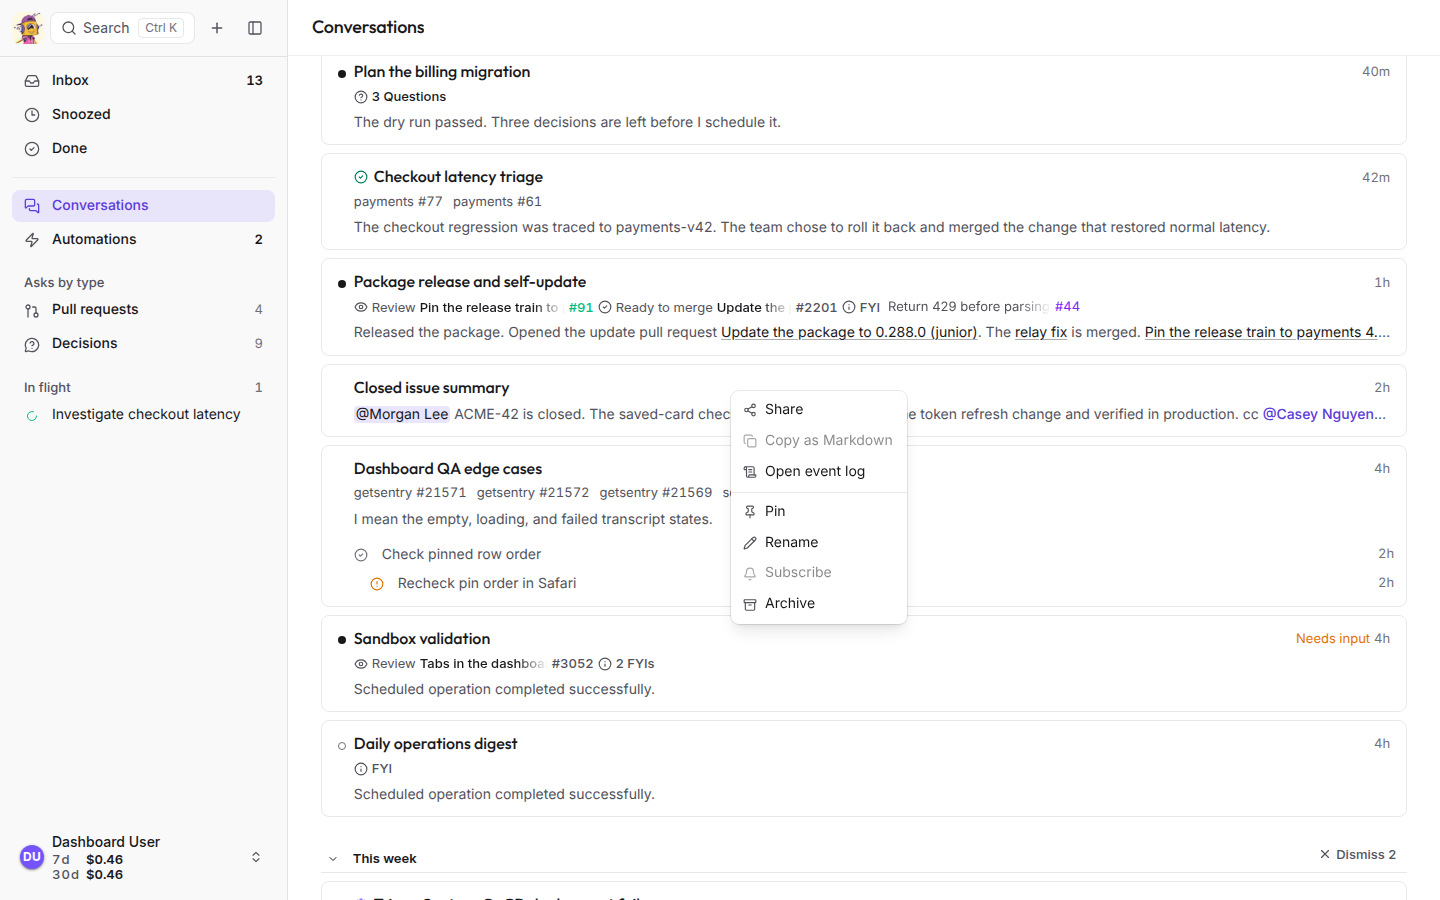 Search Ctrl K
Inbox 13
Snoozed
Done
Conversations
Automations 2
Asks by type
Pull requests 4
Decisions 9
In flight 1
Investigate checkout latency
DU Dashboard User
7d $0.46
30d $0.46
Conversations
Plan the billing migration 40m
3 Questions
The dry run passed. Three decisions are left before I schedule it.
Checkout latency triage 42m
payments #77 payments #61
The checkout regression was traced to payments-v42. The team chose to roll it back and merged the change that restored normal latency.
Package release and self-update 1h
Review Pin the release train to #91 Ready to merge Update the #2201 FYI Return 429 before parsing #44
Released the package. Opened the update pull request Update the package to 0.288.0 (junior). The relay fix is merged. Pin the release train to payments 4....
Closed issue summary 2h
@Morgan Lee ACME-42 is closed. The saved-card chec
token refresh change and verified in production. cc @Casey Nguyen...
Dashboard QA edge cases 4h
getsentry #21571 getsentry #21572 getsentry #21569
I mean the empty, loading, and failed transcript states.
Check pinned row order 2h
Recheck pin order in Safari 2h
Share
Copy as Markdown
Open event log
Pin
Rename
Subscribe
Archive
Sandbox validation Needs input 4h
Review Tabs in the dashboa #3052 2 FYIs
Scheduled operation completed successfully.
Daily operations digest 4h
FYI
Scheduled operation completed successfully.
This week Dismiss 2